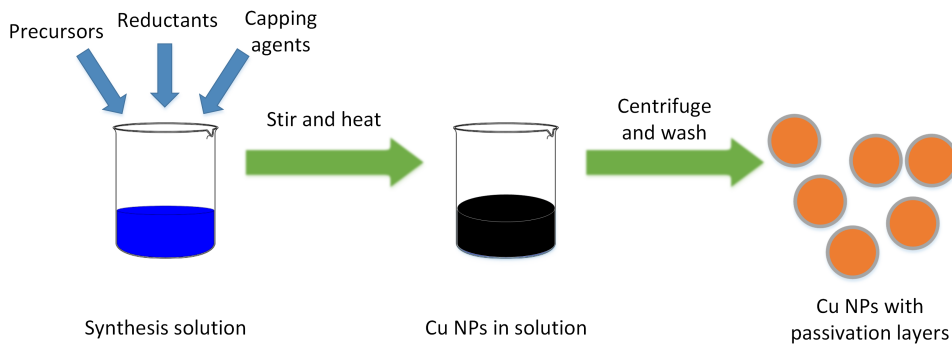 Precursors
Reductants
Capping
agents
Stir and heat
Centrifuge
and wash
Synthesis solution
Cu NPs in solution
Cu NPs with
passivation layers